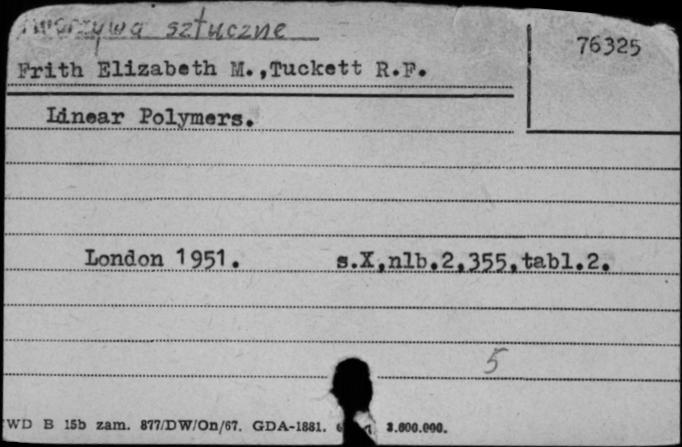 Tworzywa sztuczne
76325
Frith Elizabeth M.,Tuckett R.F.
Linear Polymers.
London 1951. s.X,nlb.2,355,tabl.2.
5
WD B 15b zam. 877/DW/On/67. GDA-1881. 3.000.000.